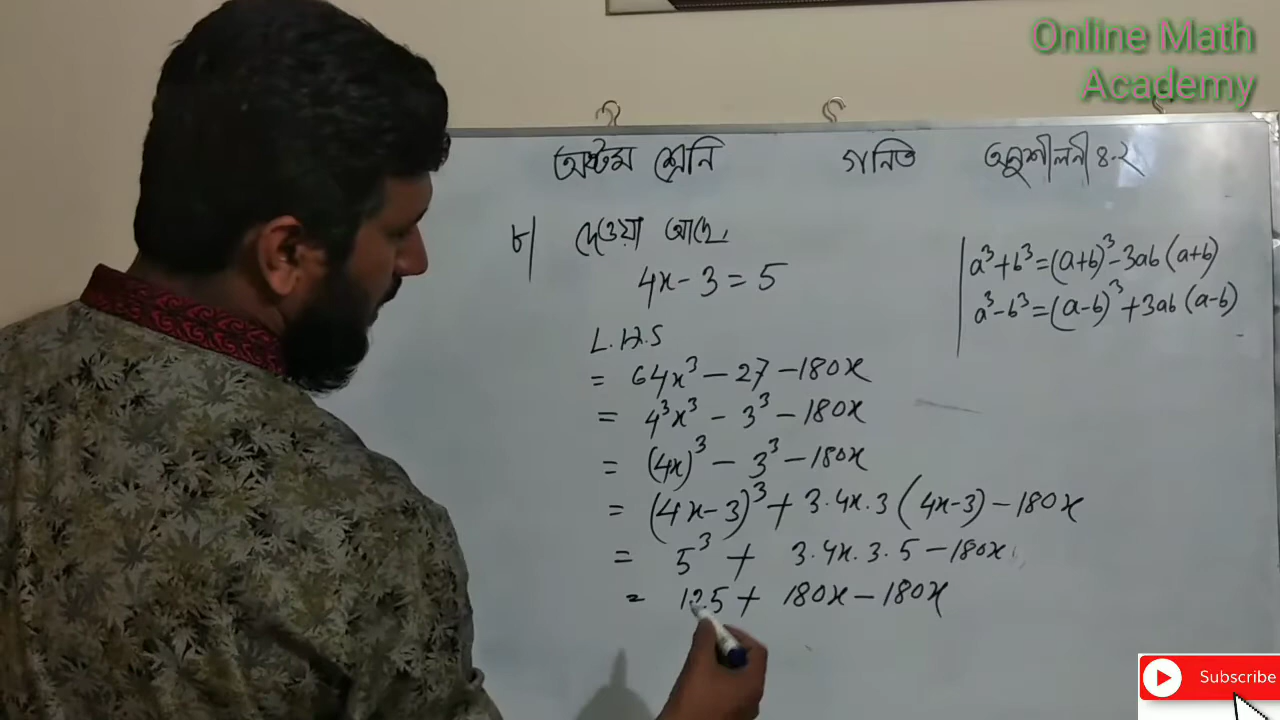 Online Math
Academy
অষ্টম শ্রেনি গনিত অনুশীলনী ৪.২
৮| দেওয়া আছে,
4x - 3 = 5
a³+b³=(a+b)³-3ab(a+b)
a³-b³=(a-b)³+3ab(a-b)
L.H.S
= 64x³ - 27 - 180x
= 4³x³ - 3³ - 180x
= (4x)³ - 3³ - 180x
= (4x-3)³ + 3·4x·3 (4x-3) - 180x
= 5³ + 3·4x·3·5 - 180x
= 125 + 180x - 180x
Subscribe